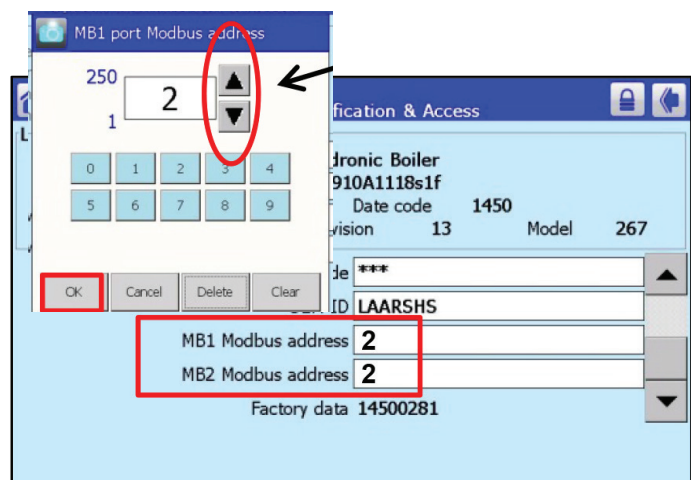 MB1 port Modbus address
250
2
1
0 1 2 3 4
5 6 7 8 9
OK Cancel Delete Clear
fication & Access
dronic Boiler
910A1118s1f
Date code 1450
vision 13 Model 267
de ***
ID LAARSHS
MB1 Modbus address 2
MB2 Modbus address 2
Factory data 14500281